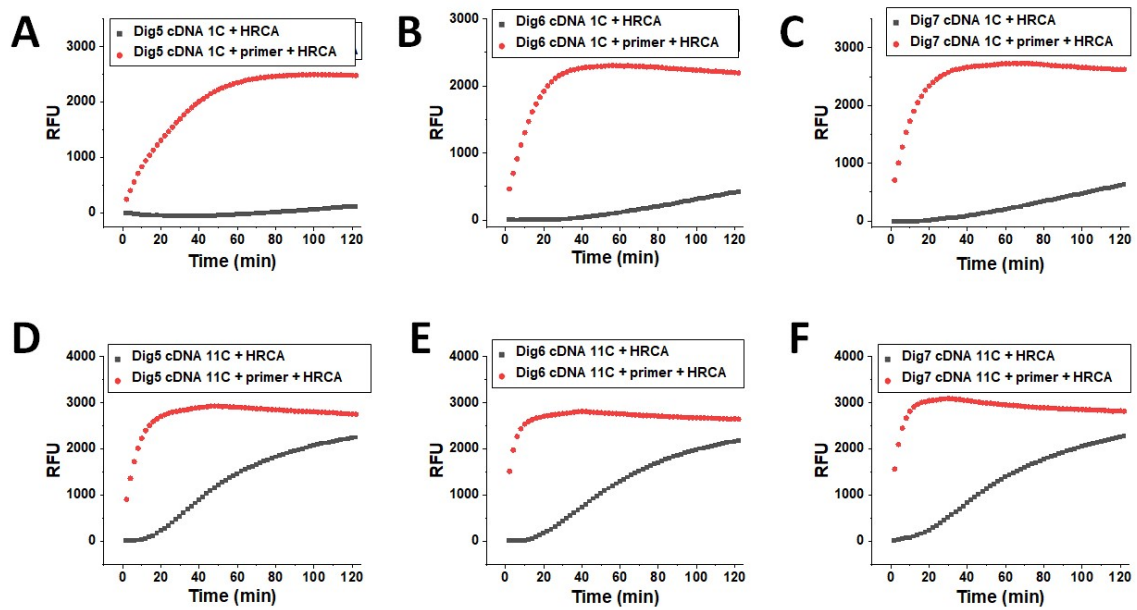 A
Dig5 cDNA 1C + HRCA
Dig5 cDNA 1C + primer + HRCA
3000
2000
1000
0
RFU
0 20 40 60 80 100 120
Time (min)
B
Dig6 cDNA 1C + HRCA
Dig6 cDNA 1C + primer + HRCA
3000
2000
1000
0
RFU
0 20 40 60 80 100 120
Time (min)
C
Dig7 cDNA 1C + HRCA
Dig7 cDNA 1C + primer + HRCA
3000
2000
1000
0
RFU
0 20 40 60 80 100 120
Time (min)
D
Dig5 cDNA 11C + HRCA
Dig5 cDNA 11C + primer + HRCA
4000
3000
2000
1000
0
RFU
0 20 40 60 80 100 120
Time (min)
E
Dig6 cDNA 11C + HRCA
Dig6 cDNA 11C + primer + HRCA
4000
3000
2000
1000
0
RFU
0 20 40 60 80 100 120
Time (min)
F
Dig7 cDNA 11C + HRCA
Dig7 cDNA 11C + primer + HRCA
4000
3000
2000
1000
0
RFU
0 20 40 60 80 100 120
Time (min)